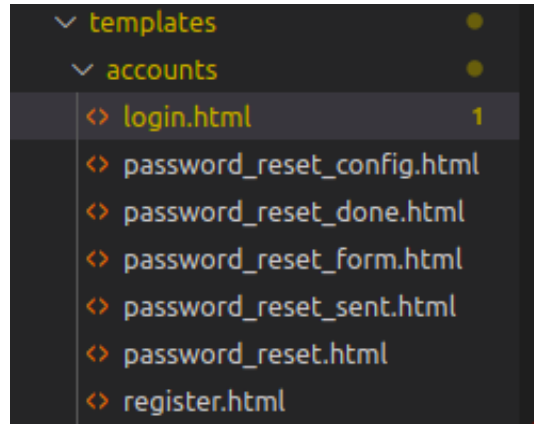 templates
accounts
login.html 1
password_reset_config.html
password_reset_done.html
password_reset_form.html
password_reset_sent.html
password_reset.html
register.html